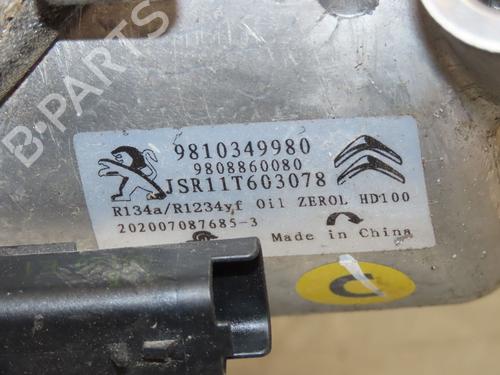 B-PARTS
9810349980
9808860080
JSR11T603078
R134a/R1234yf Oil ZEROL HD100
202007087685-3
Made in China
C